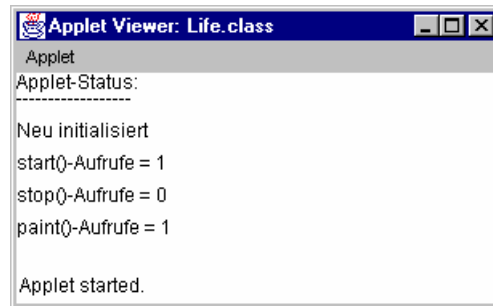 Applet Viewer: Life.class
Applet
Applet-Status:
------------------
Neu initialisiert
start()-Aufrufe = 1
stop()-Aufrufe = 0
paint()-Aufrufe = 1
Applet started.